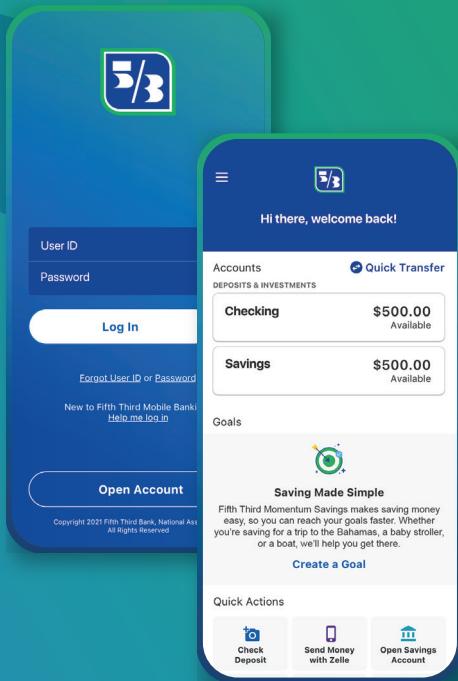 5/3
User ID
Password
Log In
Forgot User ID or Password
New to Fifth Third Mobile
Help me log in
Open Account
Copyright 2021 Fifth Third Bank, National
All Rights Reserved
5/3
Hi there, welcome back!
Accounts
Quick Transfer
DEPOSITS & INVESTMENTS
Checking
$500.00
Available
Savings
$500.00
Available
Goals
Saving Made Simple
Fifth Third Momentum Savings makes saving money
easy, so you can reach your goals faster. Whether
you're saving for a trip to the Bahamas, a baby stroller,
or a boat, we'll help you get there.
Create a Goal
Quick Actions
Check
Deposit
Send Money
with Zelle
Open Savings
Account